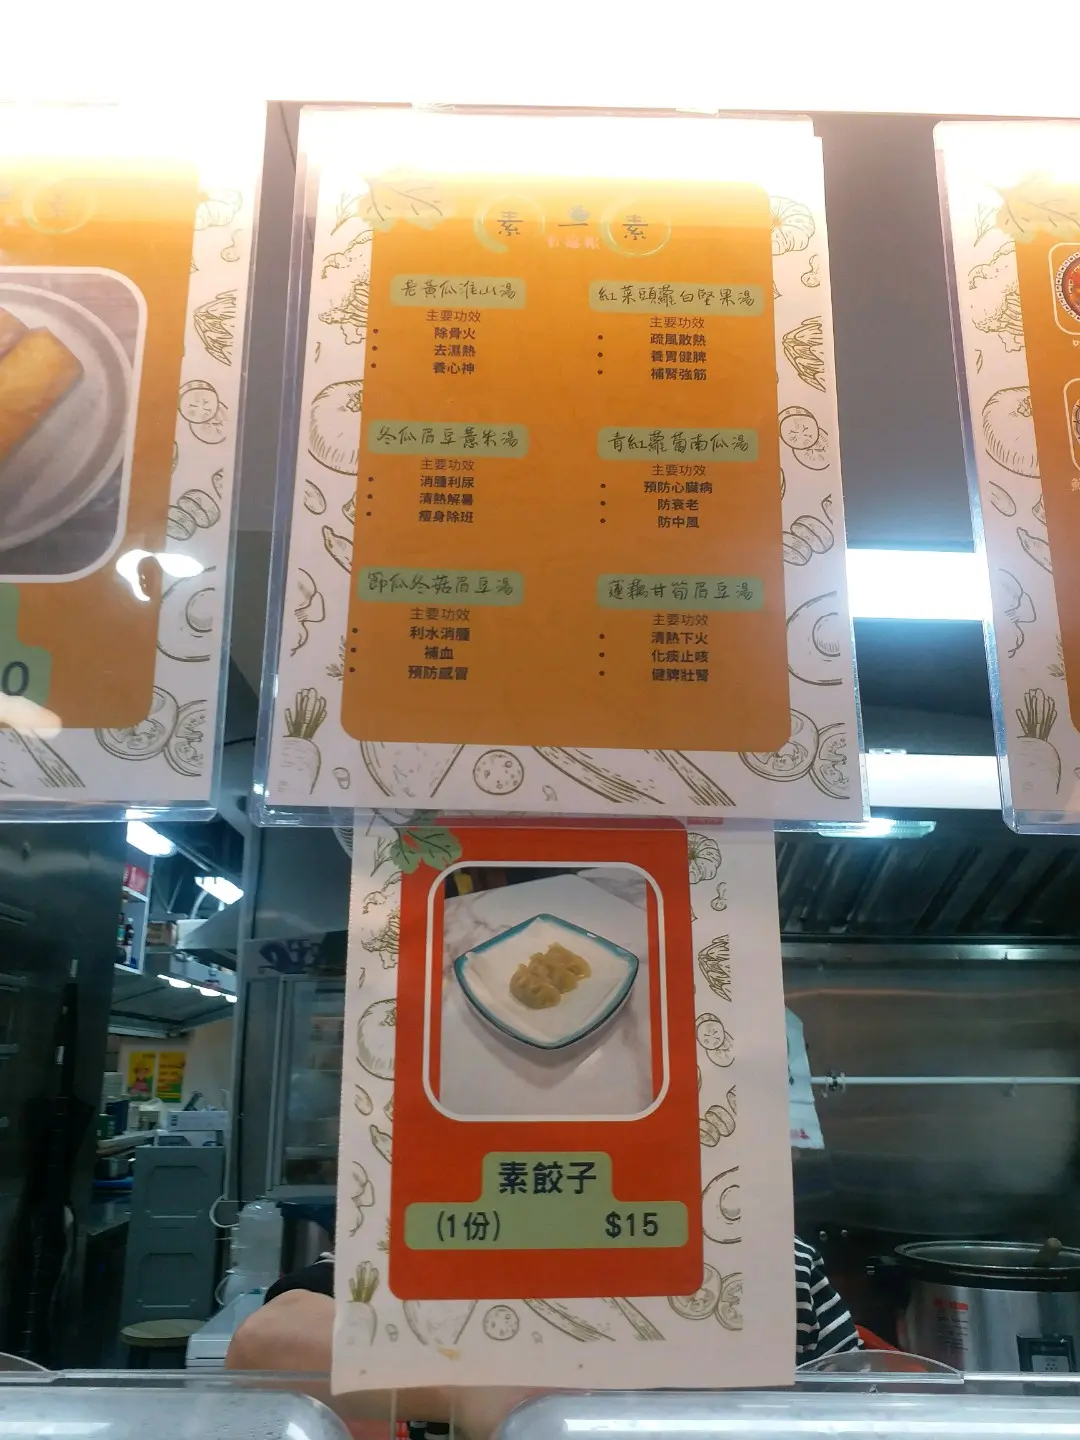 素一素
老黃瓜淮山湯
主要功效
除骨火
去濕熱
養心神
紅菜頭蘿白堅果湯
主要功效
疏風散熱
養胃健脾
補腎強筋
冬瓜眉豆薏米湯
主要功效
消腫利尿
清熱解暑
瘦身除班
青紅蘿蔔南瓜湯
主要功效
預防心臟病
防衰老
防中風
節瓜冬菇眉豆湯
主要功效
利水消腫
補血
預防感冒
蓮藕甘筍眉豆湯
主要功效
清熱下火
化痰止咳
健脾壯腎
素餃子
(1份) $15
0